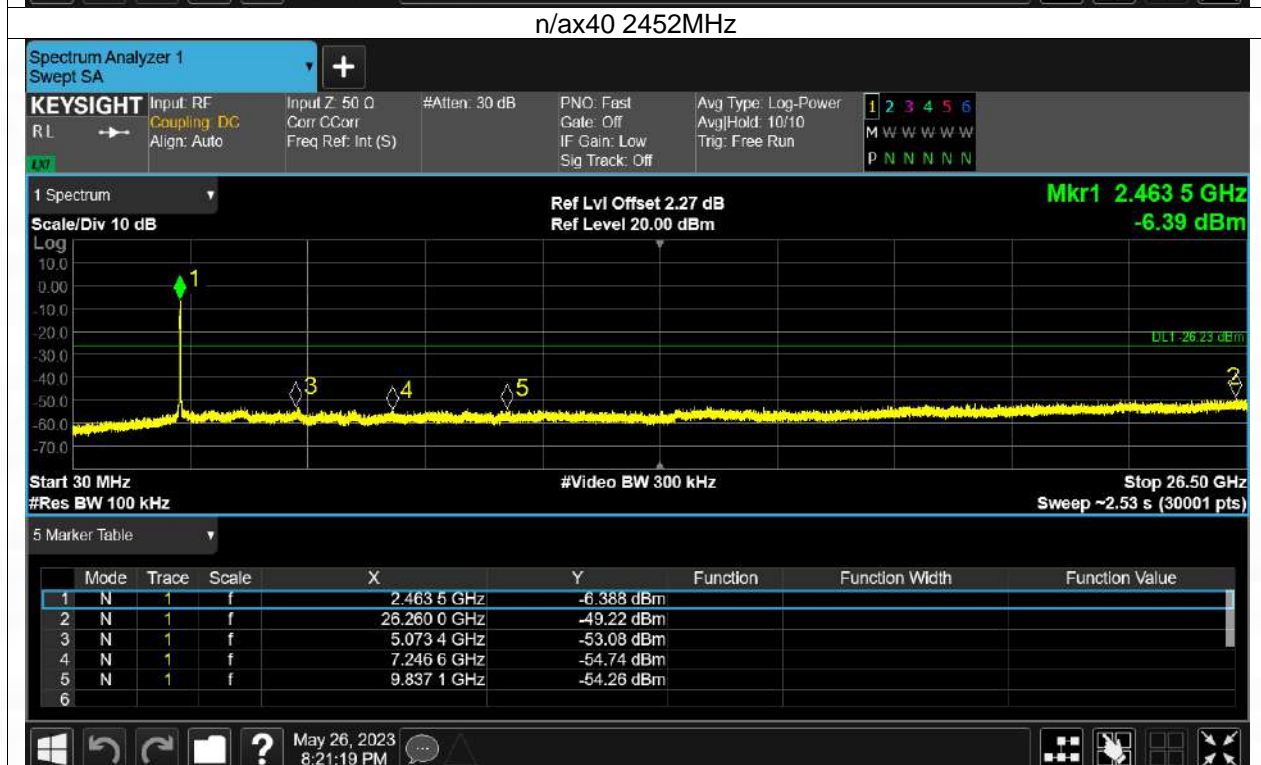 n/ax40 2452MHz
Spectrum Analyzer 1
Swept SA
+
KEYSIGHT Input: RF Input Z: 50 Ω #Atten: 30 dB PNO: Fast Avg Type: Log-Power 1 2 3 4 5 6
RL Coupling: DC Corr CCorr Gate: Off Avg|Hold: 10/10 M W W W W W
Align: Auto Freq Ref: Int (S) IF Gain: Low Trig: Free Run
LXI Sig Track: Off P N N N N N
1 Spectrum Ref Lvl Offset 2.27 dB Mkr1 2.463 5 GHz
Scale/Div 10 dB Ref Level 20.00 dBm -6.39 dBm
Log
10.0
1
0.00
-10.0
-20.0
DL1 -26.23 dBm
-30.0
-40.0
3 4 5 2
-50.0
-60.0
-70.0
Start 30 MHz #Video BW 300 kHz Stop 26.50 GHz
#Res BW 100 kHz Sweep ~2.53 s (30001 pts)
5 Marker Table
Mode Trace Scale X Y Function Function Width Function Value
1 N 1 f 2.463 5 GHz -6.388 dBm
2 N 1 f 26.260 0 GHz -49.22 dBm
3 N 1 f 5.073 4 GHz -53.08 dBm
4 N 1 f 7.246 6 GHz -54.74 dBm
5 N 1 f 9.837 1 GHz -54.26 dBm
6
? May 26, 2023
8:21:19 PM